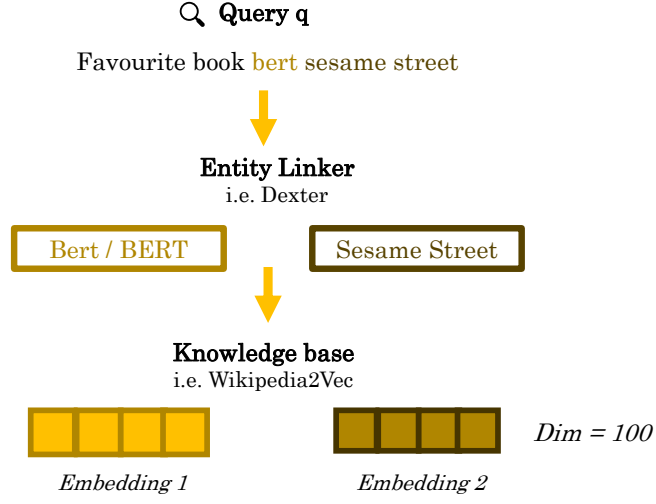 Query q
Favourite book bert sesame street
Entity Linker
i.e. Dexter
Bert / BERT
Sesame Street
Knowledge base
i.e. Wikipedia2Vec
Dim = 100
Embedding 1
Embedding 2